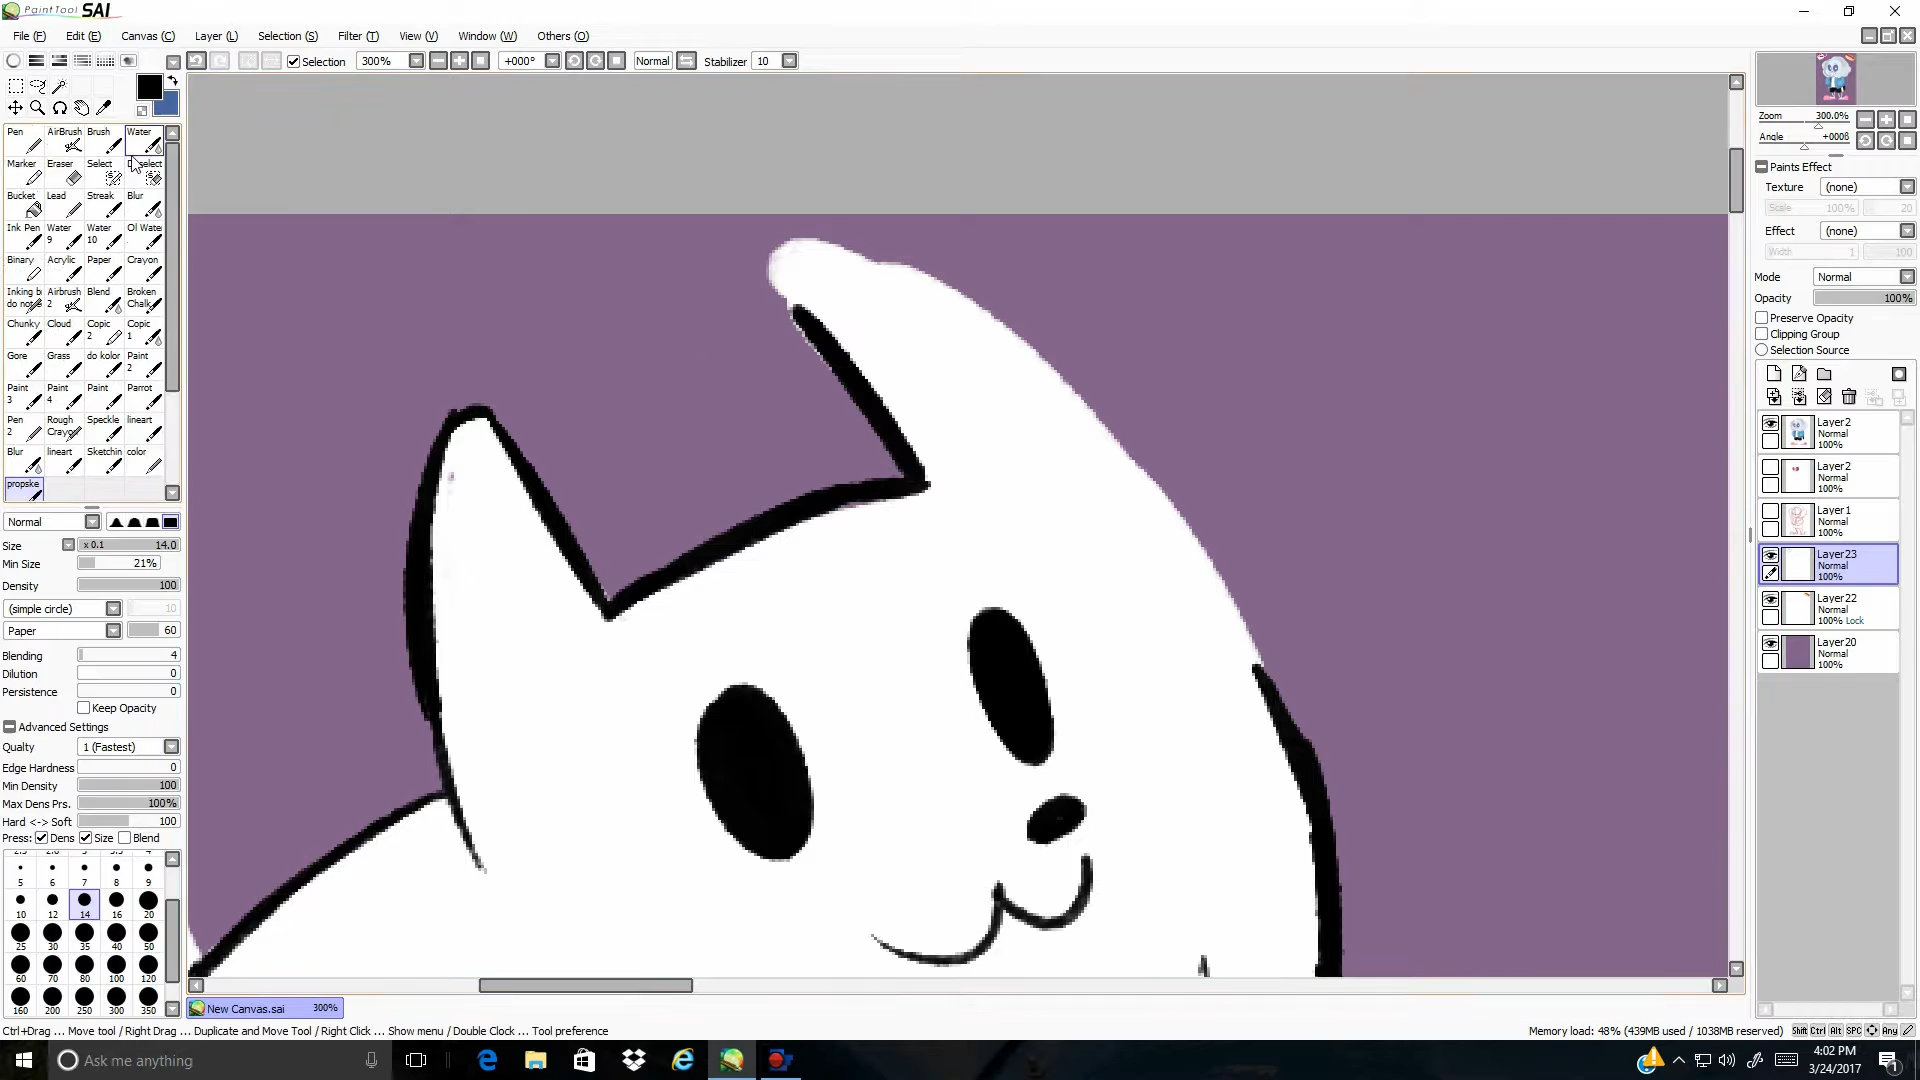 PaintTool SAI
File (F) Edit (E) Canvas (C) Layer (L) Selection (S) Filter (T) View (V) Window (W) Others (O)
Selection 300% +000° Normal Stabilizer 10
Pen AirBrush Brush Water
Marker Eraser Select
Bucket Lead Streak Blur
Ink Pen Water 9 Water 10 Ol Water
Binary Acrylic Paper Crayon
Inking b do not Airbrush 2 Blend Broken Chalk
Chunky Cloud Copic 2 Copic 1
Gore Grass do kolor Paint 2
Paint 3 Paint 4 Paint Parrot
Pen 2 Rough Crayon Speckle lineart
Blur lineart Sketchin color
propske
Normal
Size x 0.1 14.0
Min Size 21%
Density 100
(simple circle) 10
Paper 60
Blending 4
Dilution 0
Persistence 0
Keep Opacity
Advanced Settings
Qualty 1 (Fastest)
Edge Hardness 0
Min Density 100
Max Dens Prs. 100%
Hard <-> Soft 100
Press: Dens Size Blend
5 6 7 8 9
10 12 14 16 20
25 30 35 40 50
60 70 80 100 120
160 200 250 300 350
Zoom 300.0%
Angle +000ß
Paints Effect
Texture (none)
Scale 100% 20
Effect (none)
Width 1 100
Mode Normal
Opacity 100%
Preserve Opacity
Clipping Group
Selection Source
Layer2
Normal
100%
Layer2
Normal
100%
Layer1
Normal
100%
Layer23
Normal
100%
Layer22
Normal
100% Lock
Layer20
Normal
100%
New Canvas.sai 300%
Ctrl+Drag ... Move tool / Right Drag ... Duplicate and Move Tool / Right Click ... Show menu / Double Clock ... Tool preference
Memory load: 48% (439MB used / 1038MB reserved) Shift Ctrl Alt SPC Any
Ask me anything
4:02 PM
3/24/2017
1